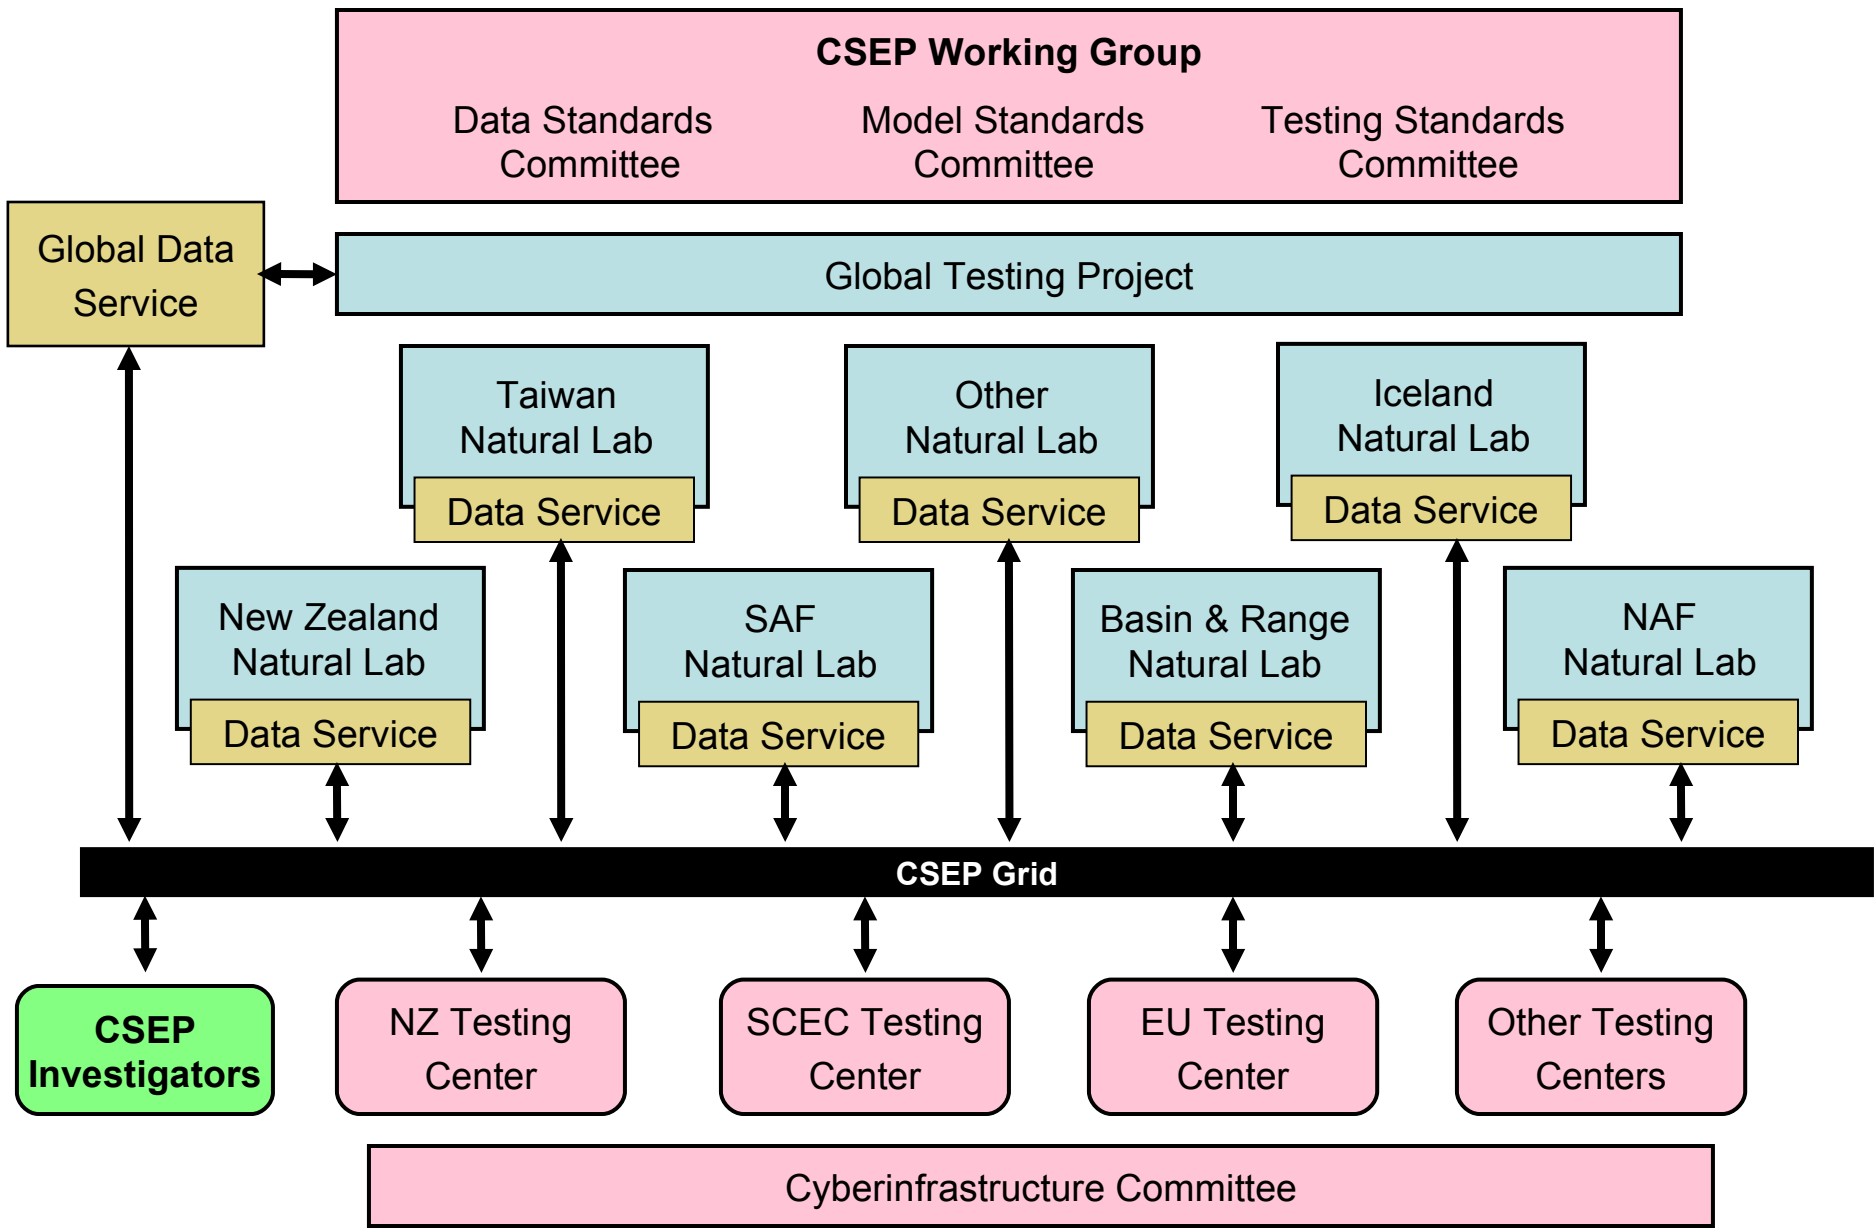 CSEP Working Group
Data Standards
Committee
Model Standards
Committee
Testing Standards
Committee
Global Data
Service
Global Testing Project
Taiwan
Natural Lab
Data Service
Other
Natural Lab
Data Service
Iceland
Natural Lab
Data Service
New Zealand
Natural Lab
Data Service
SAF
Natural Lab
Data Service
Basin & Range
Natural Lab
Data Service
NAF
Natural Lab
Data Service
CSEP Grid
CSEP
Investigators
NZ Testing
Center
SCEC Testing
Center
EU Testing
Center
Other Testing
Centers
Cyberinfrastructure Committee